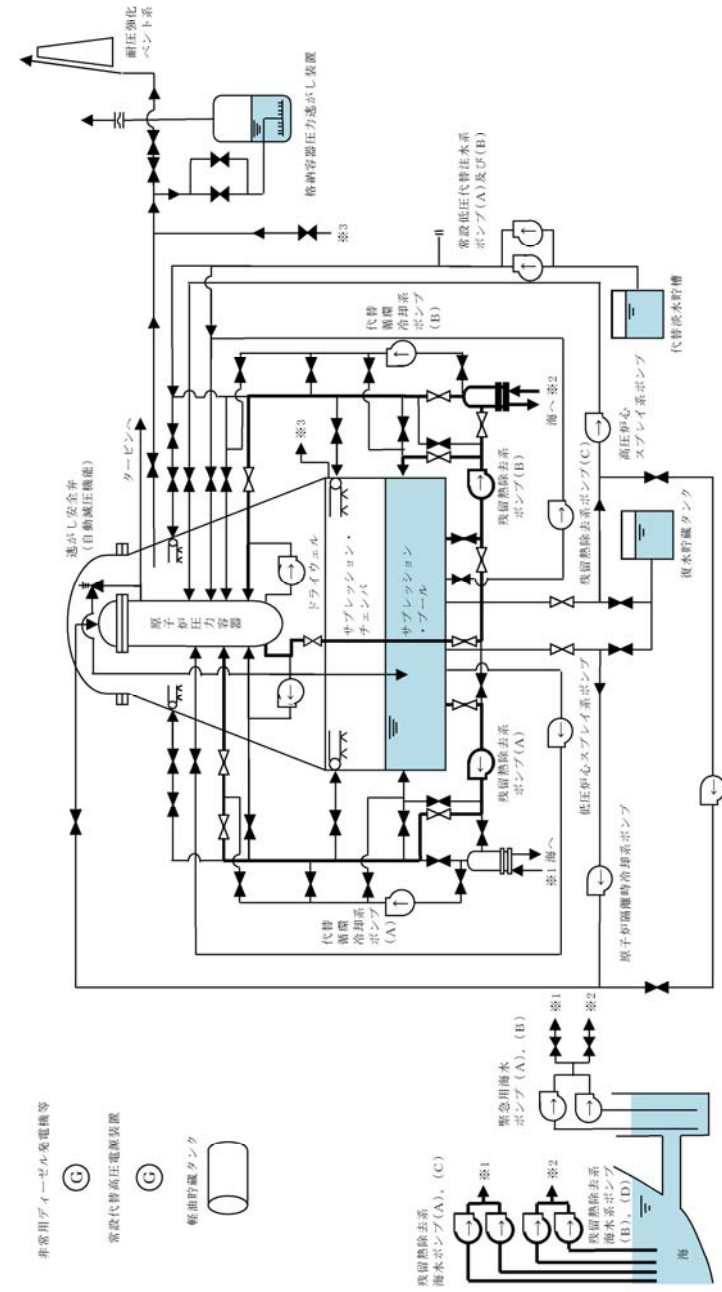 非常用ディーゼル発電機等
G
常設代替高圧電源装置
G
軽油貯蔵タンク
耐圧強化
ベント系
格納容器圧力逃がし装置
※3
常設低圧代替注水系
ポンプ(A)及び(B)
代替淡水貯槽
逃がし安全弁
(自動減圧機能)
タービンへ
原子炉
圧力
容器
ドライウェル
サプレッション・
チェンバ
サプレッション
・プール
※3
代替
循環
冷却系
ポンプ
(B)
海へ ※2
残留熱除去系
ポンプ(B)
残留熱除去系ポンプ(C)
高圧炉心
スプレイ系ポンプ
復水貯蔵タンク
代替
循環
冷却系
ポンプ
(A)
※1 海へ
残留熱除去系
ポンプ(A)
低圧炉心スプレイ系ポンプ
原子炉隔離時冷却系ポンプ
残留熱除去系
海水ポンプ(A),(C)
※1
※2
残留熱除去系
海水系ポンプ
(B),(D)
海
緊急用海水
ポンプ(A),(B)
※1
※2